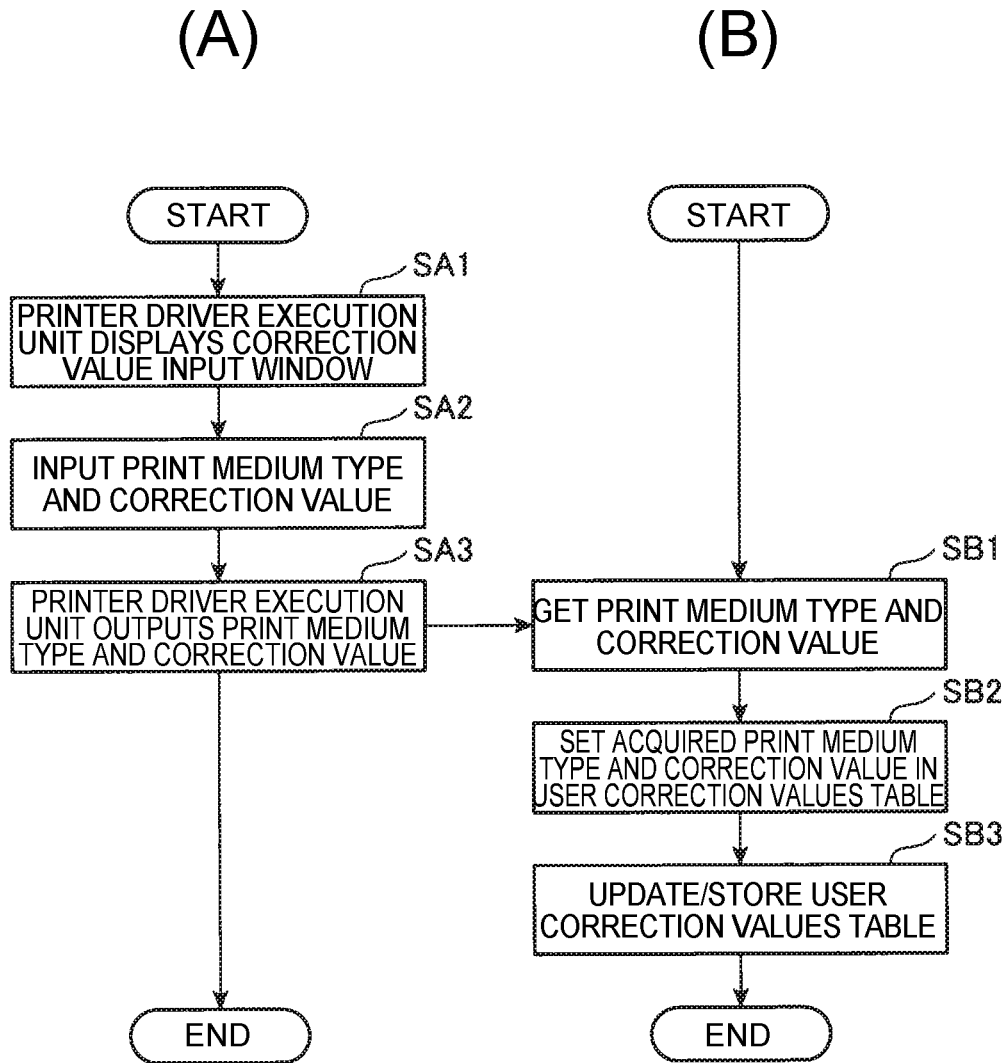 (A)
(B)
START
SA1
PRINTER DRIVER EXECUTION
UNIT DISPLAYS CORRECTION
VALUE INPUT WINDOW
SA2
INPUT PRINT MEDIUM TYPE
AND CORRECTION VALUE
SA3
PRINTER DRIVER EXECUTION
UNIT OUTPUTS PRINT MEDIUM
TYPE AND CORRECTION VALUE
END
START
SB1
GET PRINT MEDIUM TYPE AND
CORRECTION VALUE
SB2
SET ACQUIRED PRINT MEDIUM
TYPE AND CORRECTION VALUE IN
USER CORRECTION VALUES TABLE
SB3
UPDATE/STORE USER
CORRECTION VALUES TABLE
END